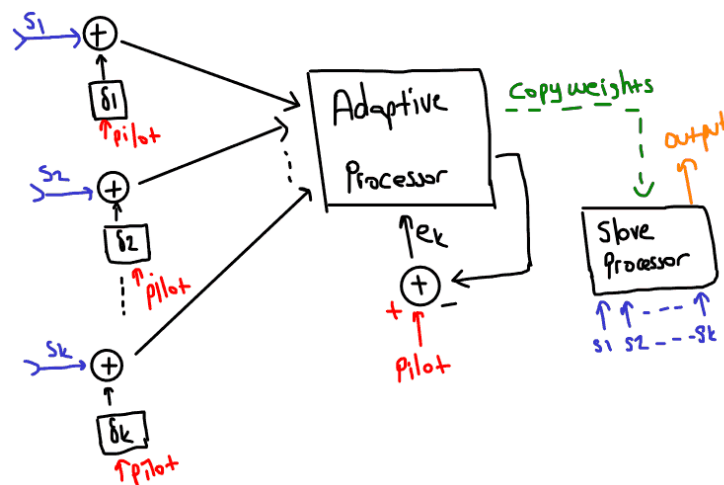 S1
+
δ1
pilot
S2
+
δ2
pilot
Sk
+
δk
pilot
Adaptive
Processor
ek
+
+
-
Pilot
copy weights
output
Slave
Processor
S1 S2 ---- Sk